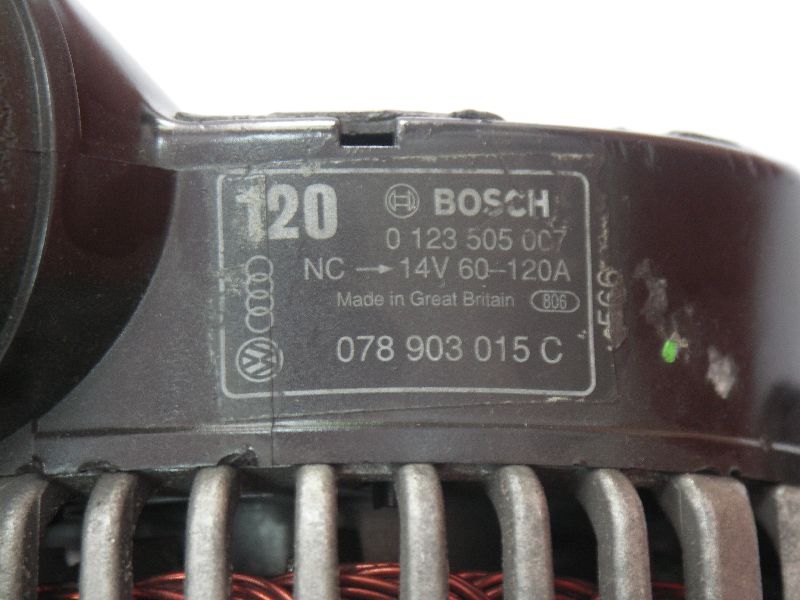 120 BOSCH
0 123 505 007
NC → 14V 60-120A
Made in Great Britain 806
078 903 015 C